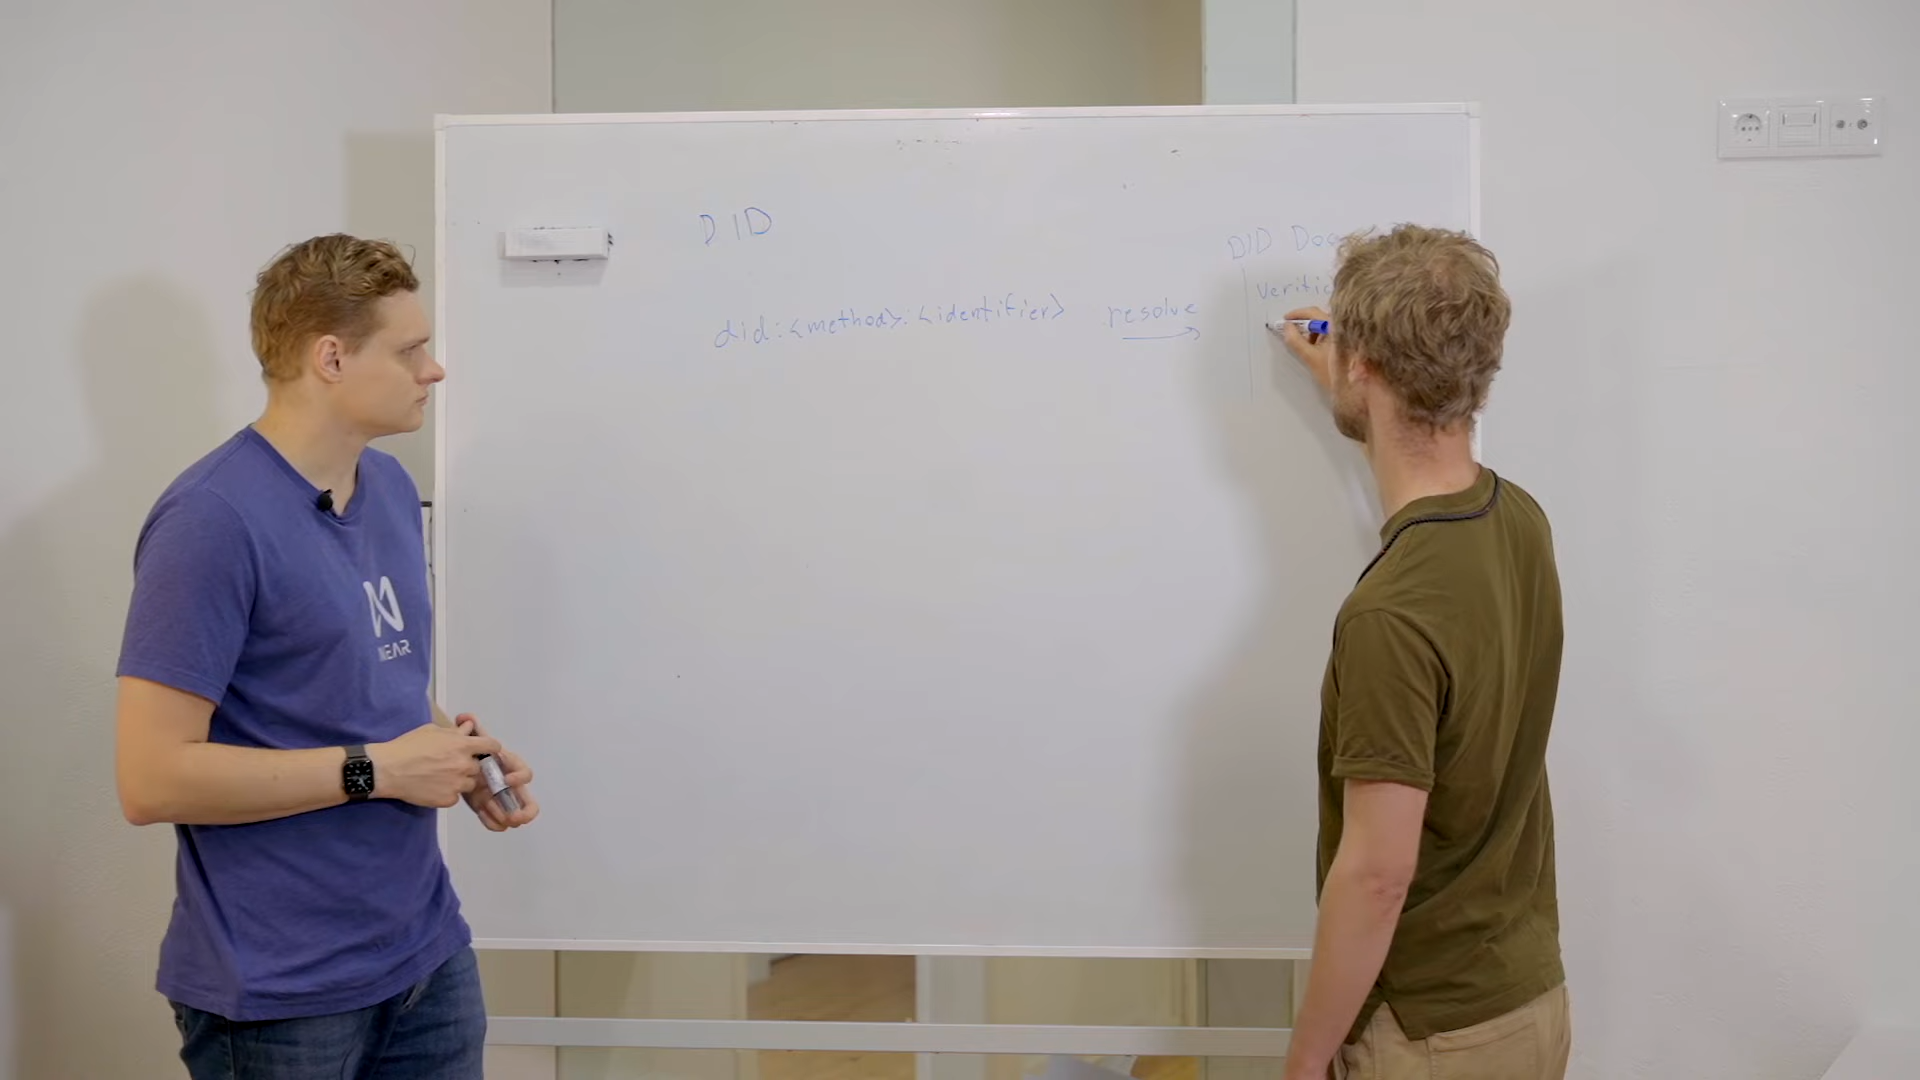 DID
DID
did:<method>:<identifier>
resolve
NEAR